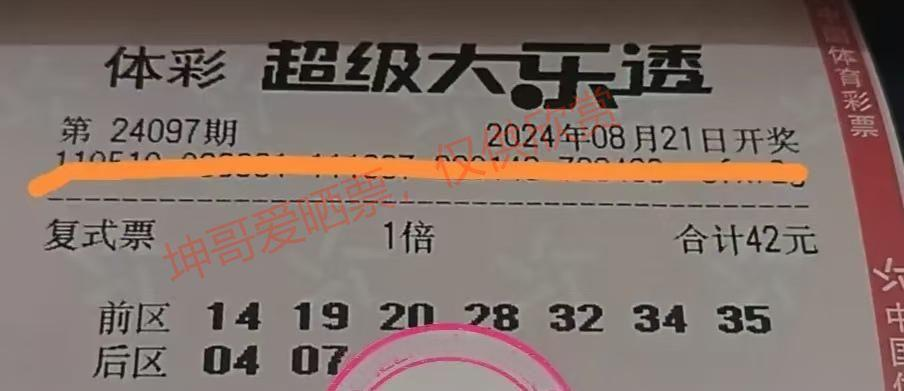 体彩 超级大乐透
第 24097期 2024年08月21日开奖
复式票 1倍 合计42元
前区 14 19 20 28 32 34 35
后区 04 07
坤哥爱晒票，仅供欣赏
中国体育彩票
中国体